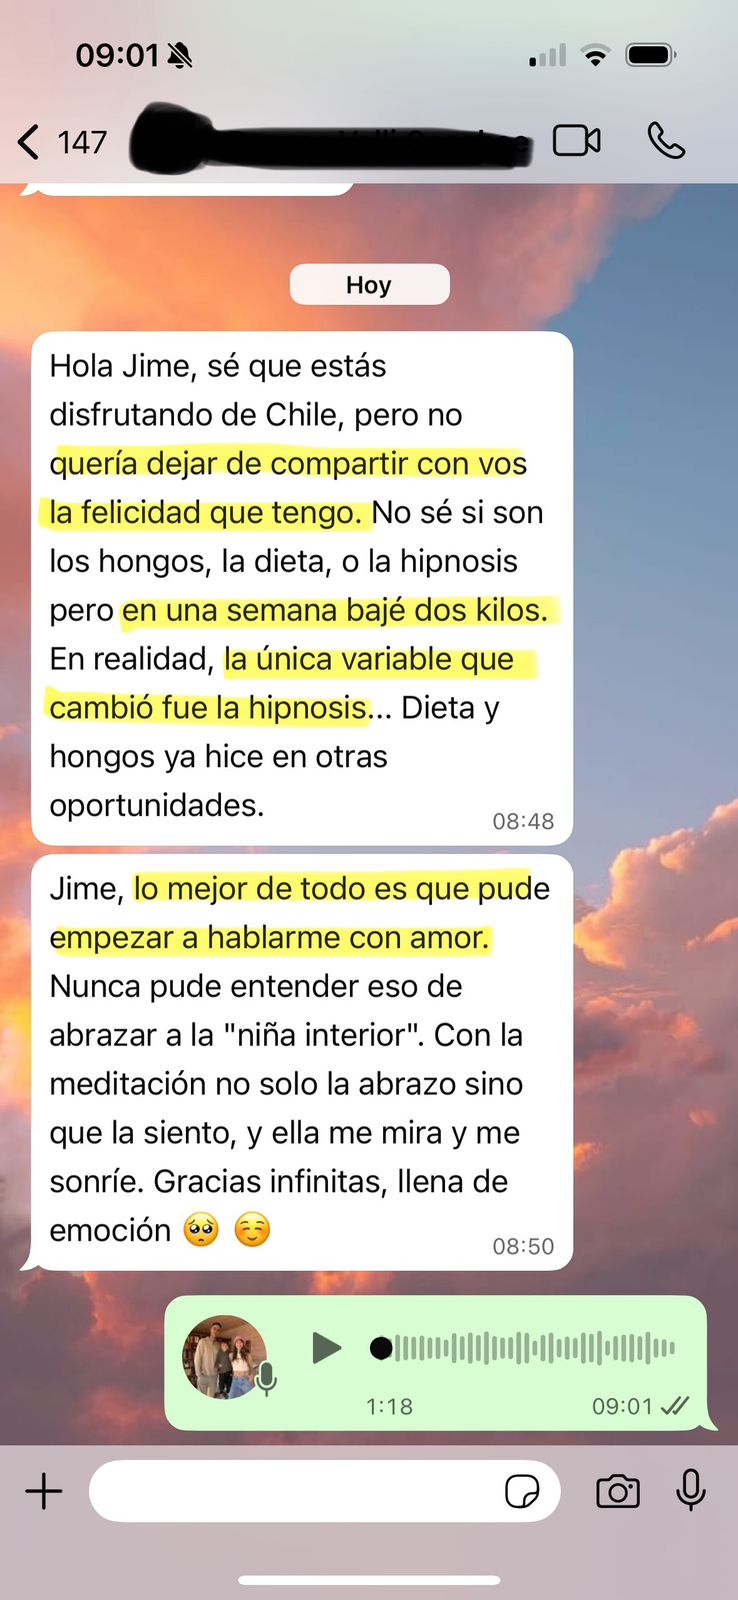 09:01
147
Hoy
Hola Jime, sé que estás
disfrutando de Chile, pero no
quería dejar de compartir con vos
la felicidad que tengo. No sé si son
los hongos, la dieta, o la hipnosis
pero en una semana bajé dos kilos.
En realidad, la única variable que
cambió fue la hipnosis... Dieta y
hongos ya hice en otras
oportunidades.
08:48
Jime, lo mejor de todo es que pude
empezar a hablarme con amor.
Nunca pude entender eso de
abrazar a la "niña interior". Con la
meditación no solo la abrazo sino
que la siento, y ella me mira y me
sonríe. Gracias infinitas, llena de
emoción 🥺 ☺️
08:50
1:18
09:01